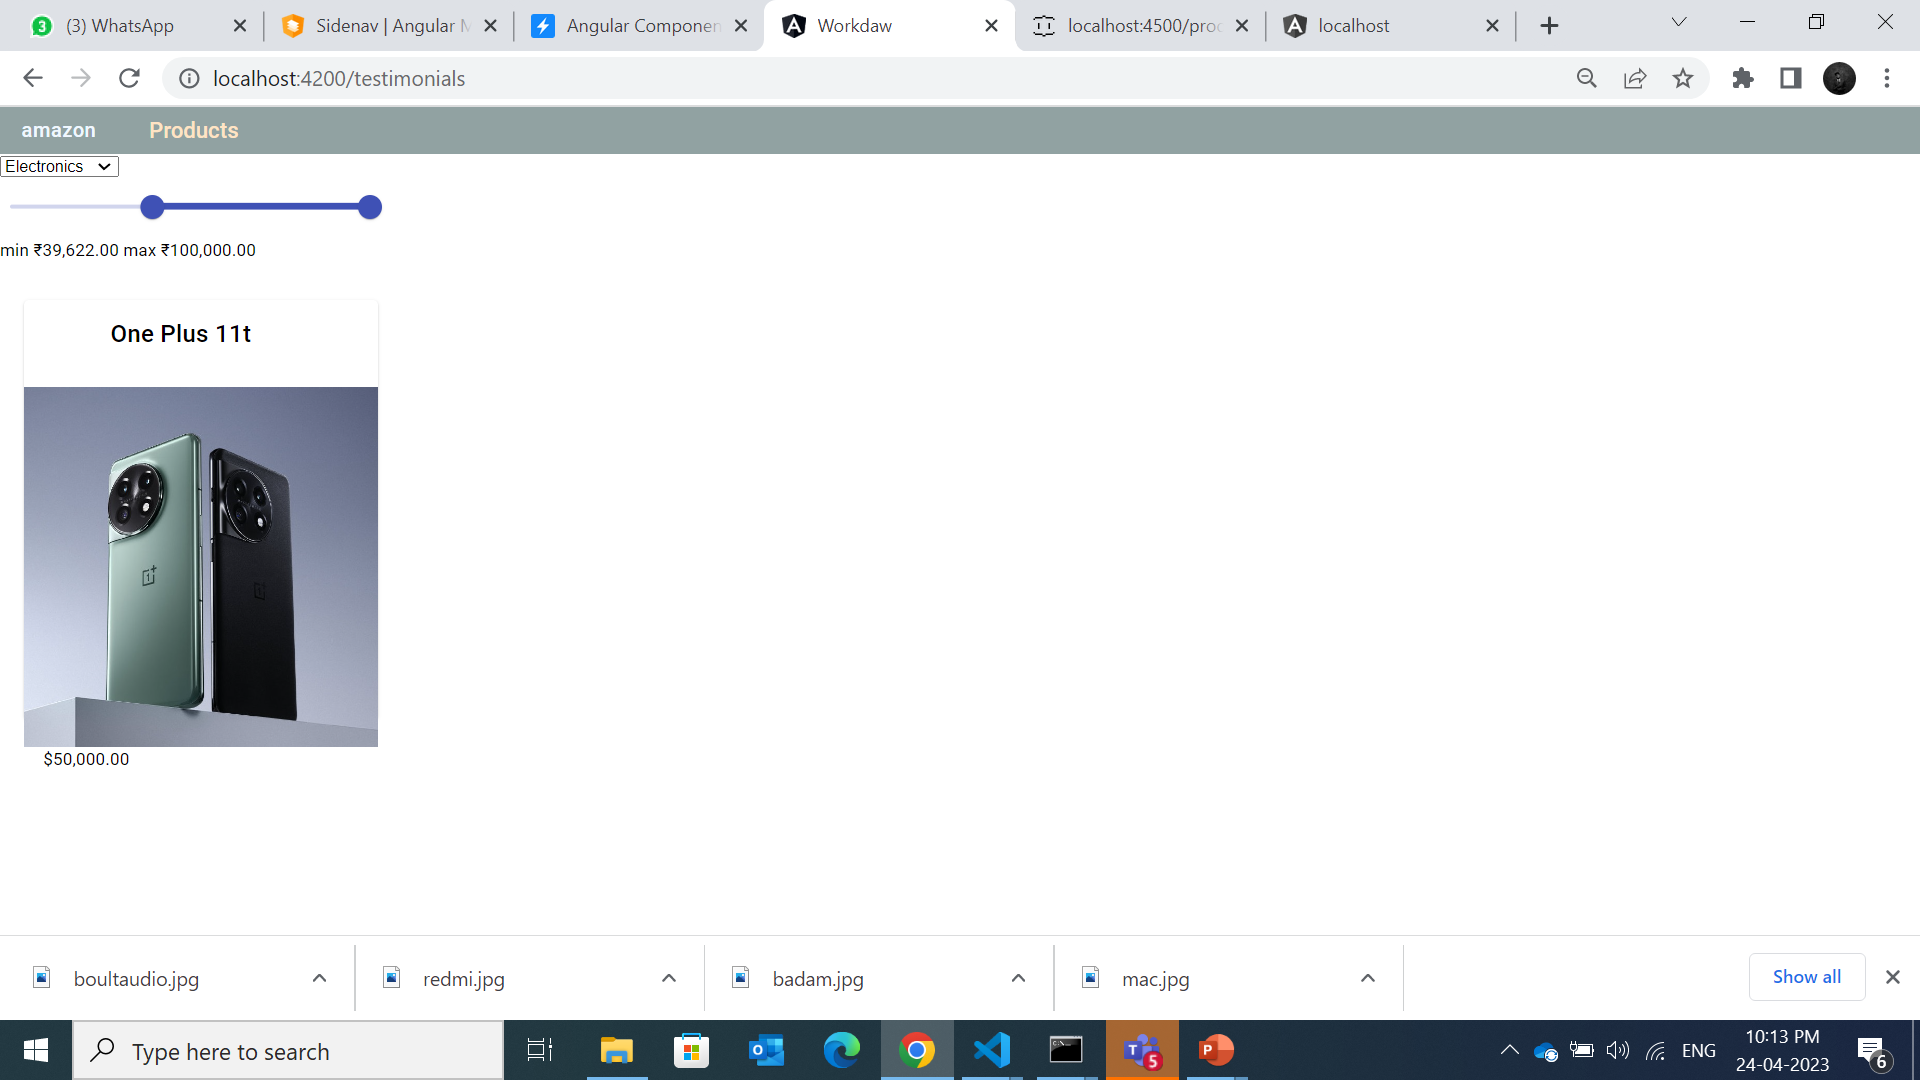 (3) WhatsApp
Sidenav | Angular M
Angular Componen
Workdaw
localhost:4500/proc
localhost
localhost:4200/testimonials
amazon Products
Electronics
min ₹39,622.00 max ₹100,000.00
One Plus 11t
$50,000.00
boultaudio.jpg
redmi.jpg
badam.jpg
mac.jpg
Show all
Type here to search
5
ENG
10:13 PM
24-04-2023
6